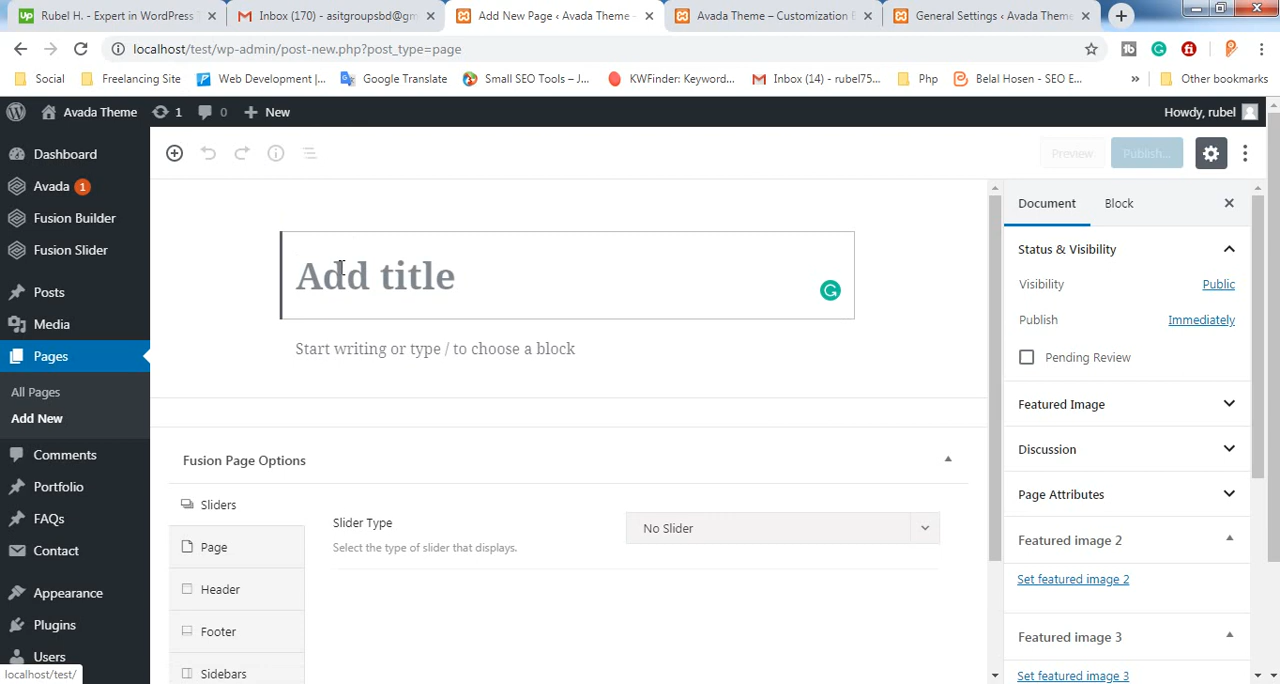 Rubel H. - Expert in WordPress T
Inbox (170) - asitgroupsbd@gm
Add New Page ‹ Avada Theme -
Avada Theme – Customization E
General Settings ‹ Avada Theme
localhost/test/wp-admin/post-new.php?post_type=page
Social
Freelancing Site
Web Development |...
Google Translate
Small SEO Tools – J...
KWFinder: Keyword...
Inbox (14) - rubel75...
Php
Belal Hosen - SEO E...
»
Other bookmarks
Avada Theme
1
0
New
Howdy, rubel
Dashboard
Avada 1
Fusion Builder
Fusion Slider
Posts
Media
Pages
All Pages
Add New
Comments
Portfolio
FAQs
Contact
Appearance
Plugins
Users
localhost/test/
Preview
Publish...
Add title
Start writing or type / to choose a block
Fusion Page Options
Sliders
Page
Header
Footer
Sidebars
Slider Type
Select the type of slider that displays.
No Slider
Document
Block
Status & Visibility
Visibility
Public
Publish
Immediately
Pending Review
Featured Image
Discussion
Page Attributes
Featured image 2
Set featured image 2
Featured image 3
Set featured image 3